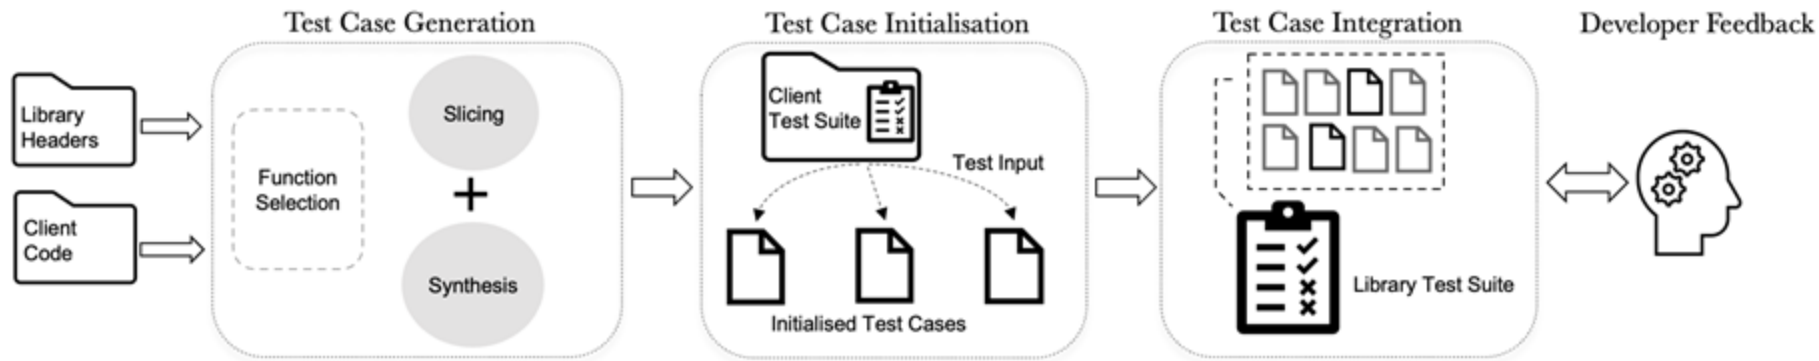 Test Case Generation
Test Case Initialisation
Test Case Integration
Developer Feedback
Library
Headers
Client
Code
Function
Selection
Slicing
+
Synthesis
Client
Test Suite
Test Input
Initialised Test Cases
Library Test Suite